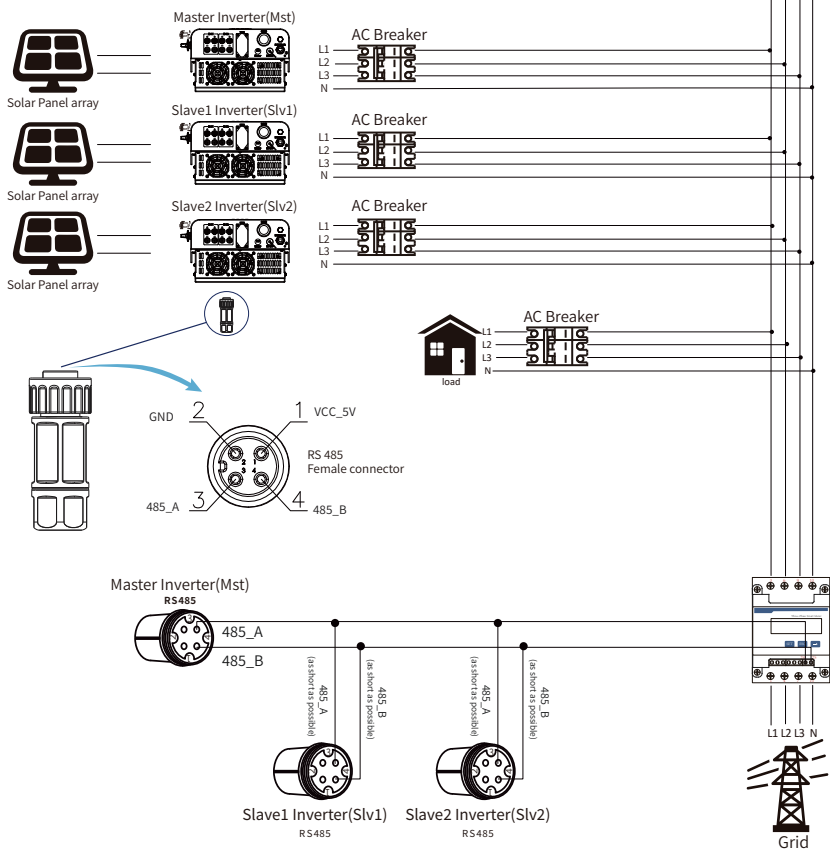 Master Inverter(Mst)
AC Breaker
L1
L2
L3
N
Solar Panel array
Slave1 Inverter(Slv1)
AC Breaker
L1
L2
L3
N
Solar Panel array
Slave2 Inverter(Slv2)
AC Breaker
L1
L2
L3
N
Solar Panel array
AC Breaker
L1
L2
L3
N
load
GND
2
1
VCC_5V
2
1
3
4
RS 485
Female connector
485_A
3
4
485_B
Master Inverter(Mst)
RS485
485_A
485_B
485_A
(as short as possible)
485_B
(as short as possible)
485_A
(as short as possible)
485_B
(as short as possible)
L1 L2 L3 N
Slave1 Inverter(Slv1)
RS485
Slave2 Inverter(Slv2)
RS485
Grid